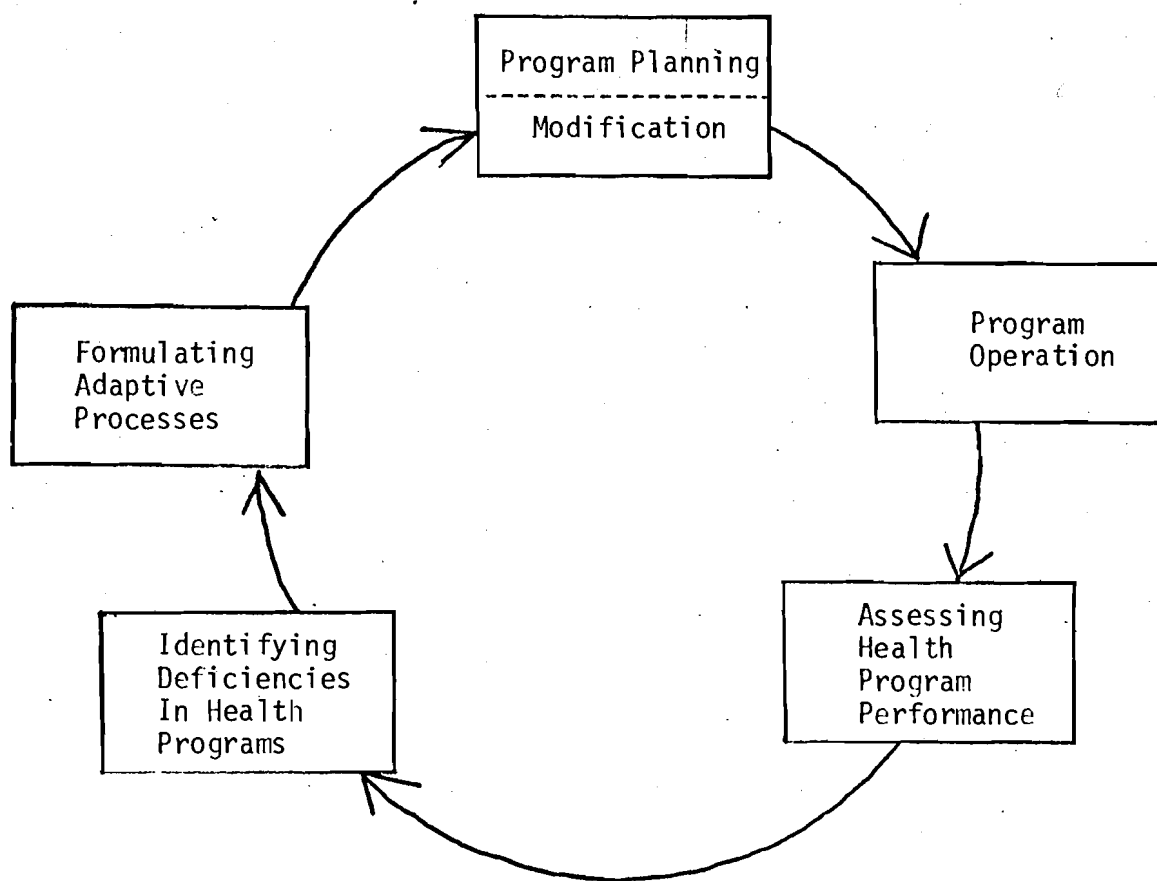 Program Planning
Modification
Program
Operation
Assessing
Health
Program
Performance
Identifying
Deficiencies
In Health
Programs
Formulating
Adaptive
Processes